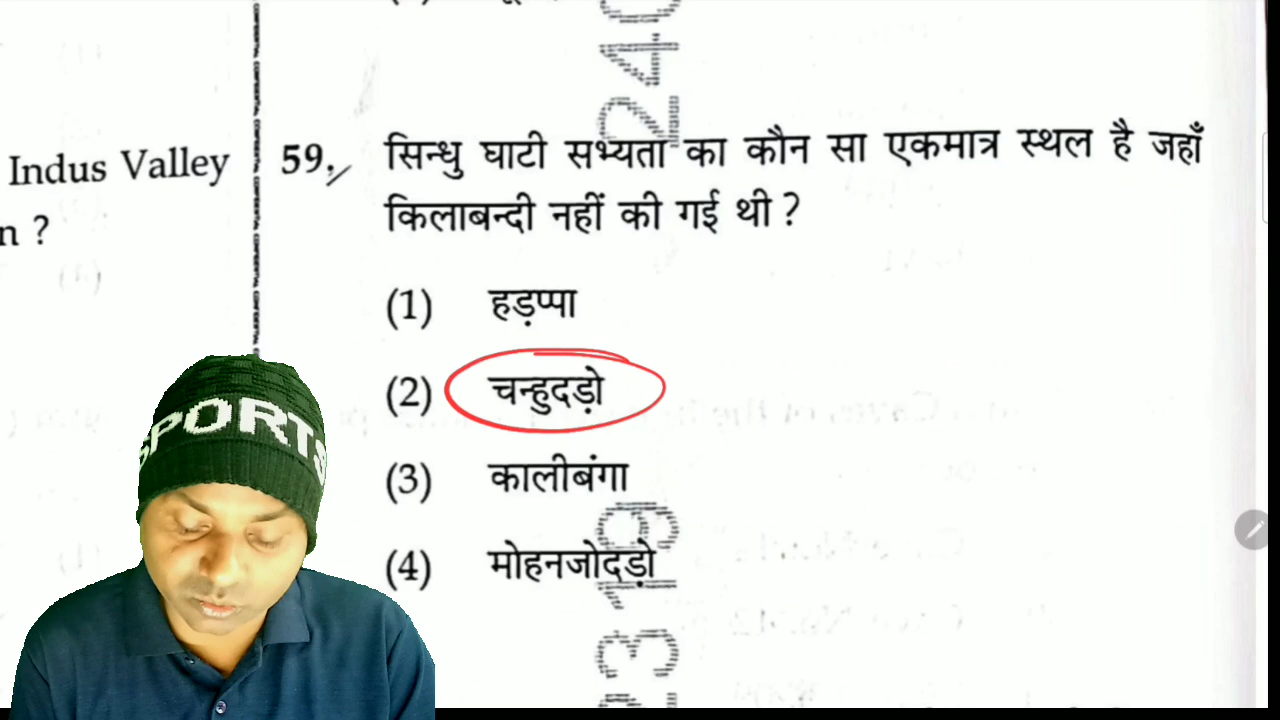 240
Indus Valley
n ?
59.
सिन्धु घाटी सभ्यता का कौन सा एकमात्र स्थल है जहाँ
किलाबन्दी नहीं की गई थी ?
(1) हड़प्पा
(2) चन्हुदड़ो
(3) कालीबंगा
(4) मोहनजोदड़ो
SPORTS